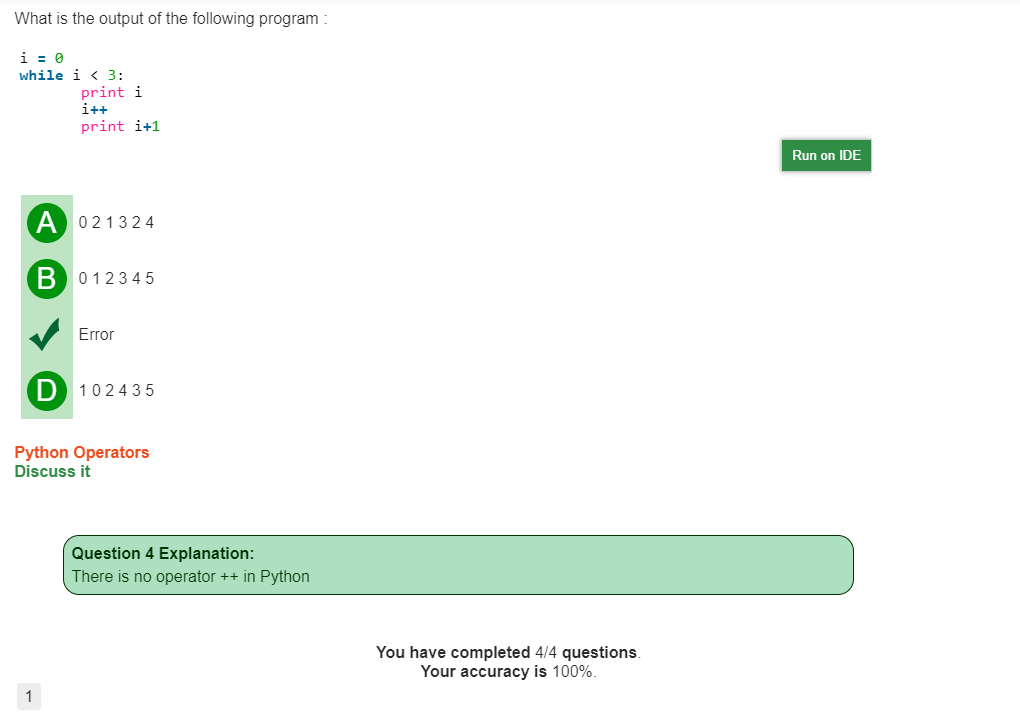 What is the output of the following program :
i = 0
while i < 3:
        print i
        i++
        print i+1
Run on IDE
A 0 2 1 3 2 4
B 0 1 2 3 4 5
Error
D 1 0 2 4 3 5
Python Operators
Discuss it
Question 4 Explanation:
There is no operator ++ in Python
You have completed 4/4 questions.
Your accuracy is 100%.
1